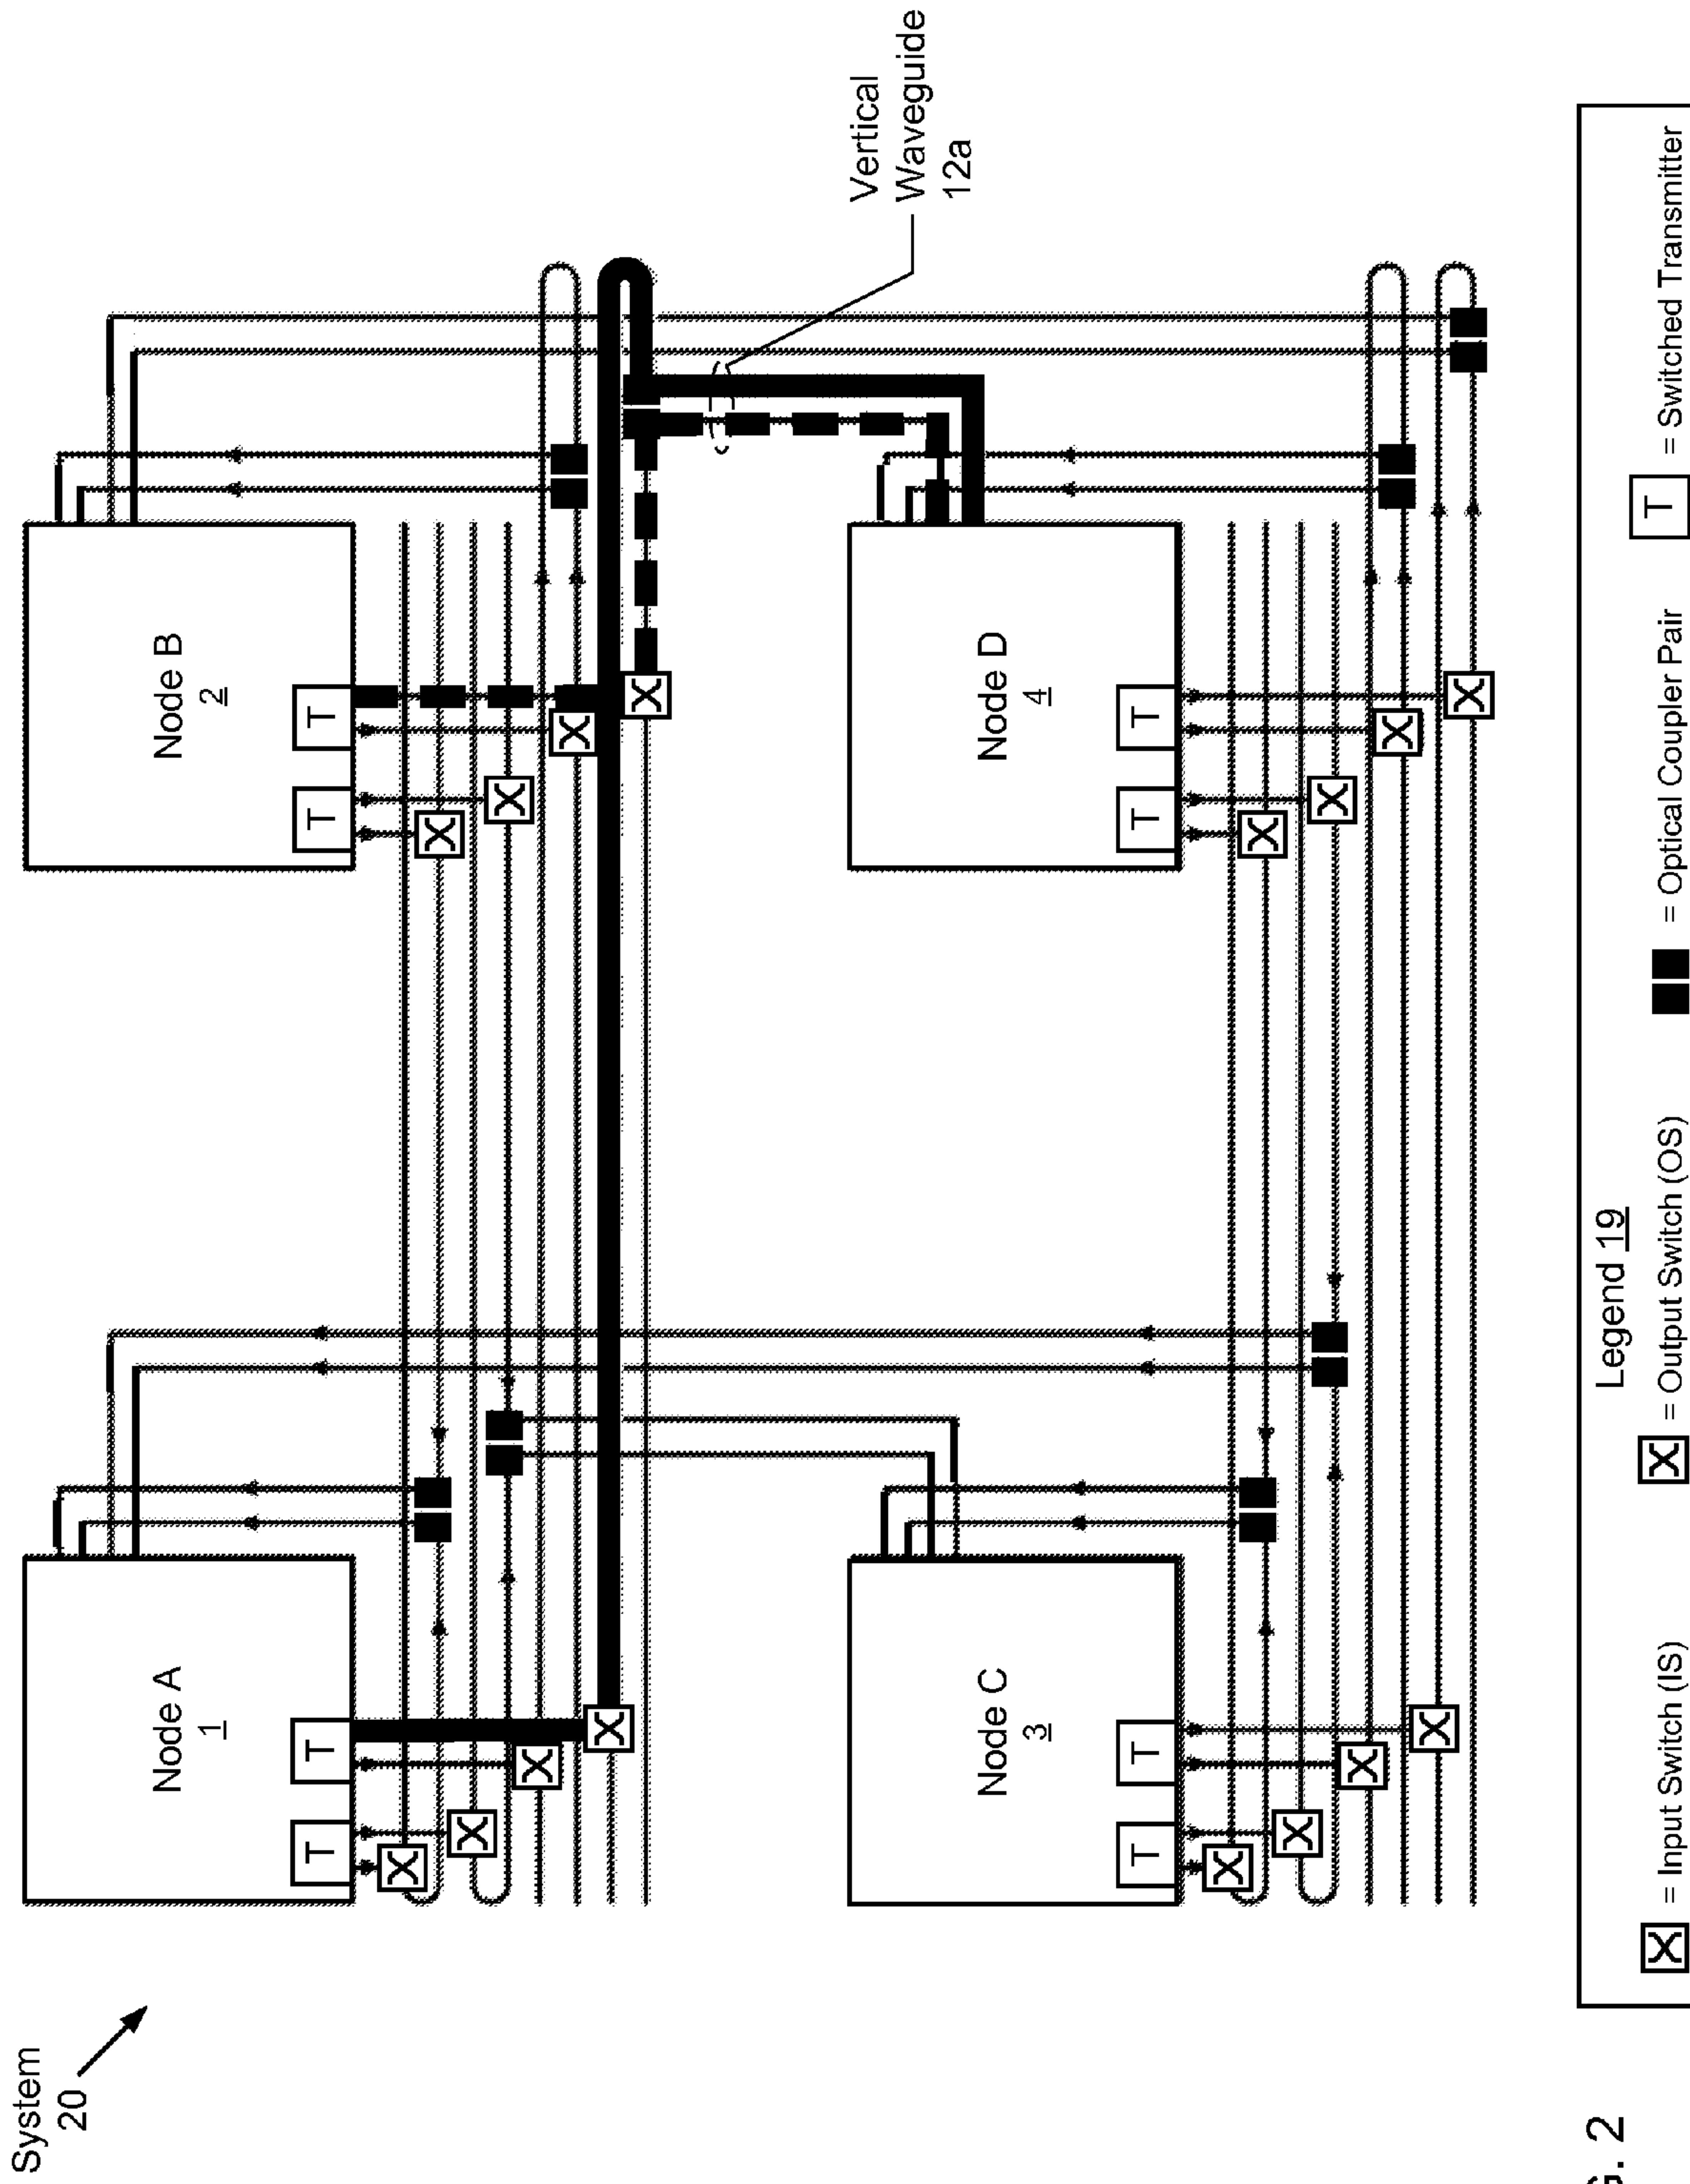 System
20
Node A
1
T
T
Node B
2
T
T
Vertical
Waveguide
12a
Node C
3
T
T
Node D
4
T
T
Legend 19
= Input Switch (IS)
= Output Switch (OS)
= Optical Coupler Pair
T = Switched Transmitter
. 2